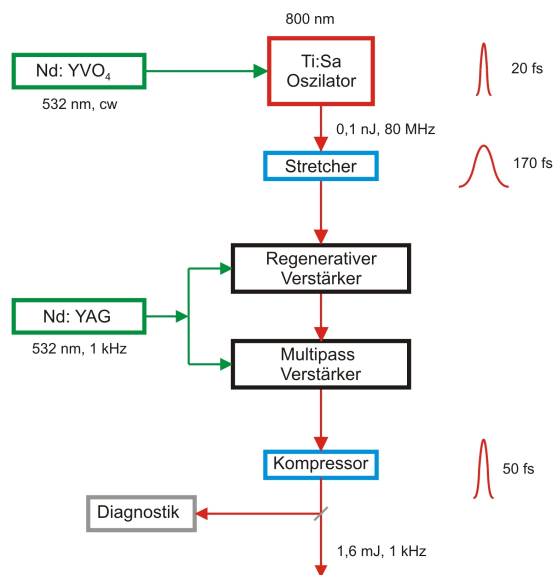 800 nm
Nd: YVO₄
Ti:Sa
Oszilator
20 fs
532 nm, cw
0,1 nJ, 80 MHz
Stretcher
170 fs
Regenerativer
Verstärker
Nd: YAG
532 nm, 1 kHz
Multipass
Verstärker
Kompressor
50 fs
Diagnostik
1,6 mJ, 1 kHz